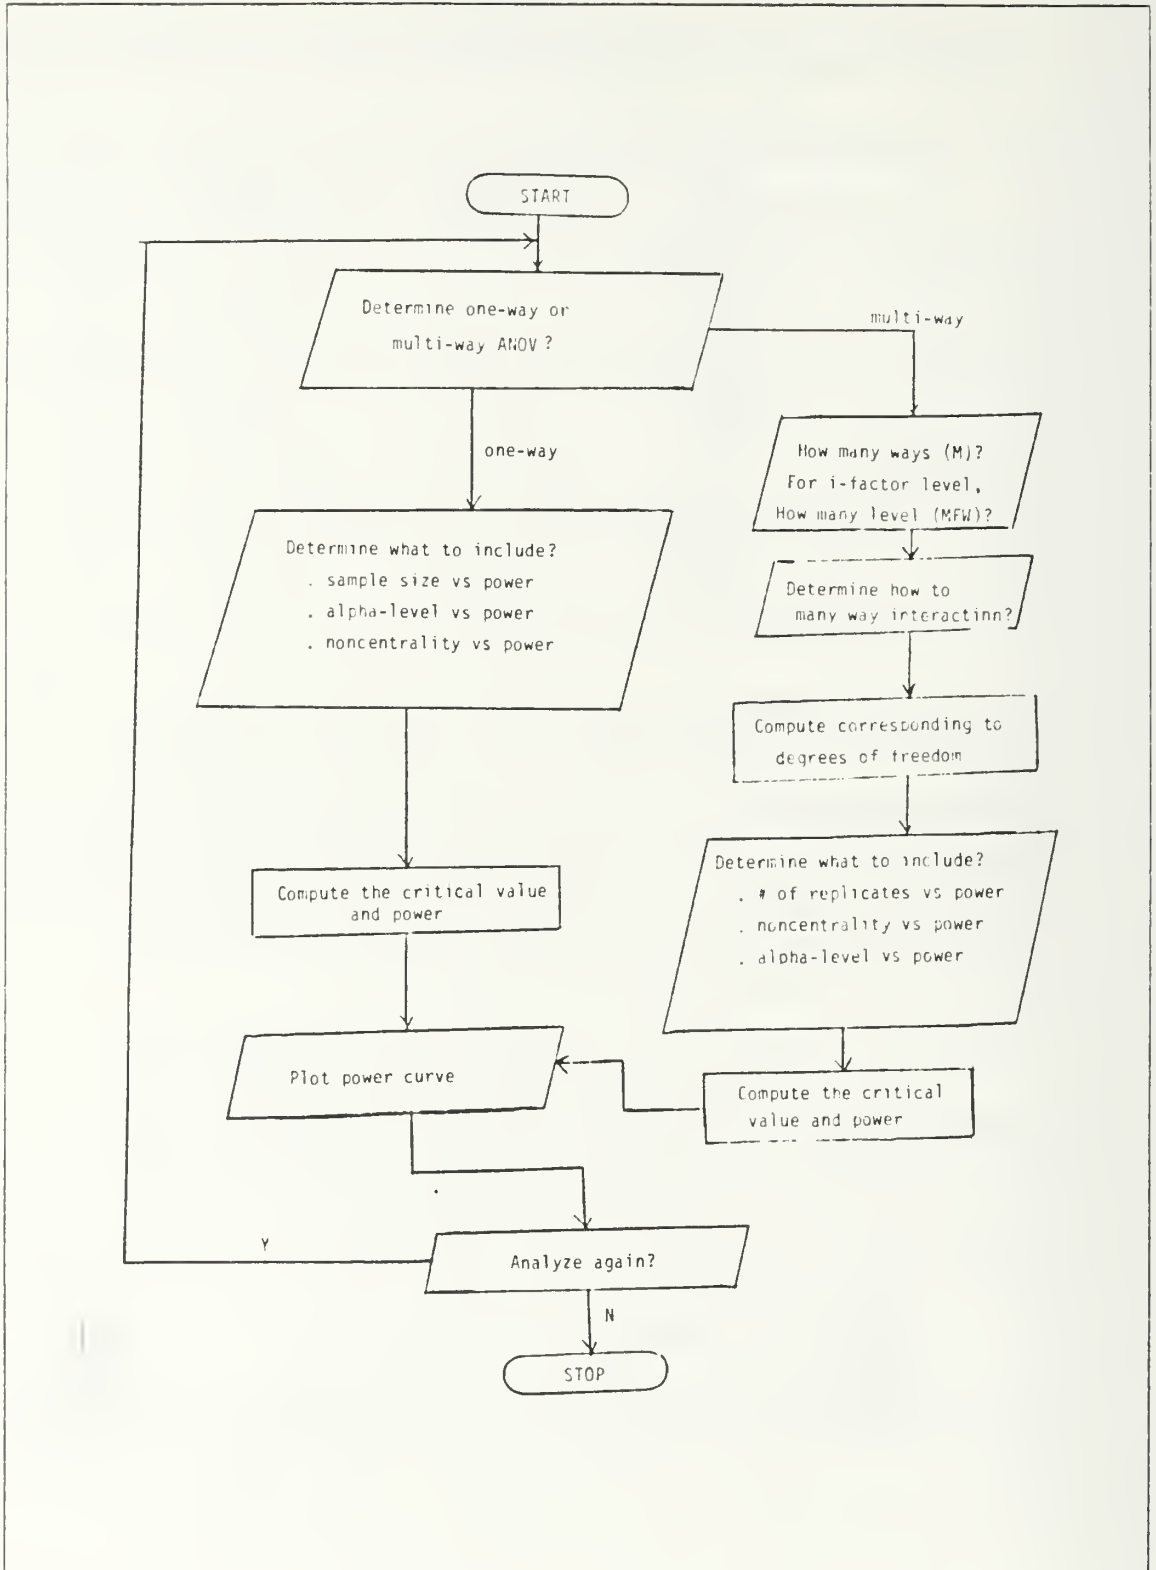 START
Determine one-way or
multi-way ANOV ?
multi-way
one-way
How many ways (M)?
For i-factor level,
How many level (MFW)?
Determine what to include?
. sample size vs power
. alpha-level vs power
. noncentrality vs power
Determine how to
many way interactinn?
Compute corresponding to
degrees of freedom
Determine what to include?
. # of replicates vs power
. noncentrality vs power
. alpha-level vs power
Compute the critical value
and power
Plot power curve
Compute the critical
value and power
Y
Analyze again?
N
STOP